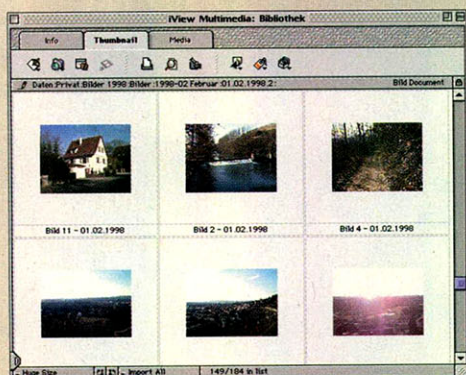 iView Multimedia: Bibliothek
Info Thumbnail Media
Daten:Privat:Bilder 1998:Bilder :1998-02 Februar:01.02.1998,2: Bild Document
Bild 11 - 01.02.1998 Bild 2 - 01.02.1998 Bild 4 - 01.02.1998
Huge Size Import All 149/184 in list